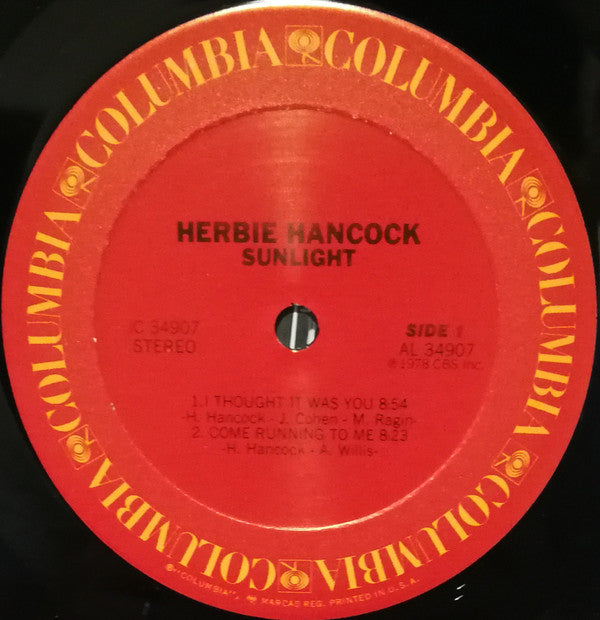 COLUMBIA COLUMBIA COLUMBIA COLUMBIA COLUMBIA COLUMBIA COLUMBIA COLUMBIA
HERBIE HANCOCK
SUNLIGHT
JC 34907
STEREO
SIDE 1
AL 34907
℗ 1978 CBS Inc.
1. I THOUGHT IT WAS YOU 8:54
-H. Hancock - J. Cohen - M. Ragin-
2. COME RUNNING TO ME 8:23
-H. Hancock - A. Willis-
®"COLUMBIA", MARCAS REG. PRINTED IN U.S.A.